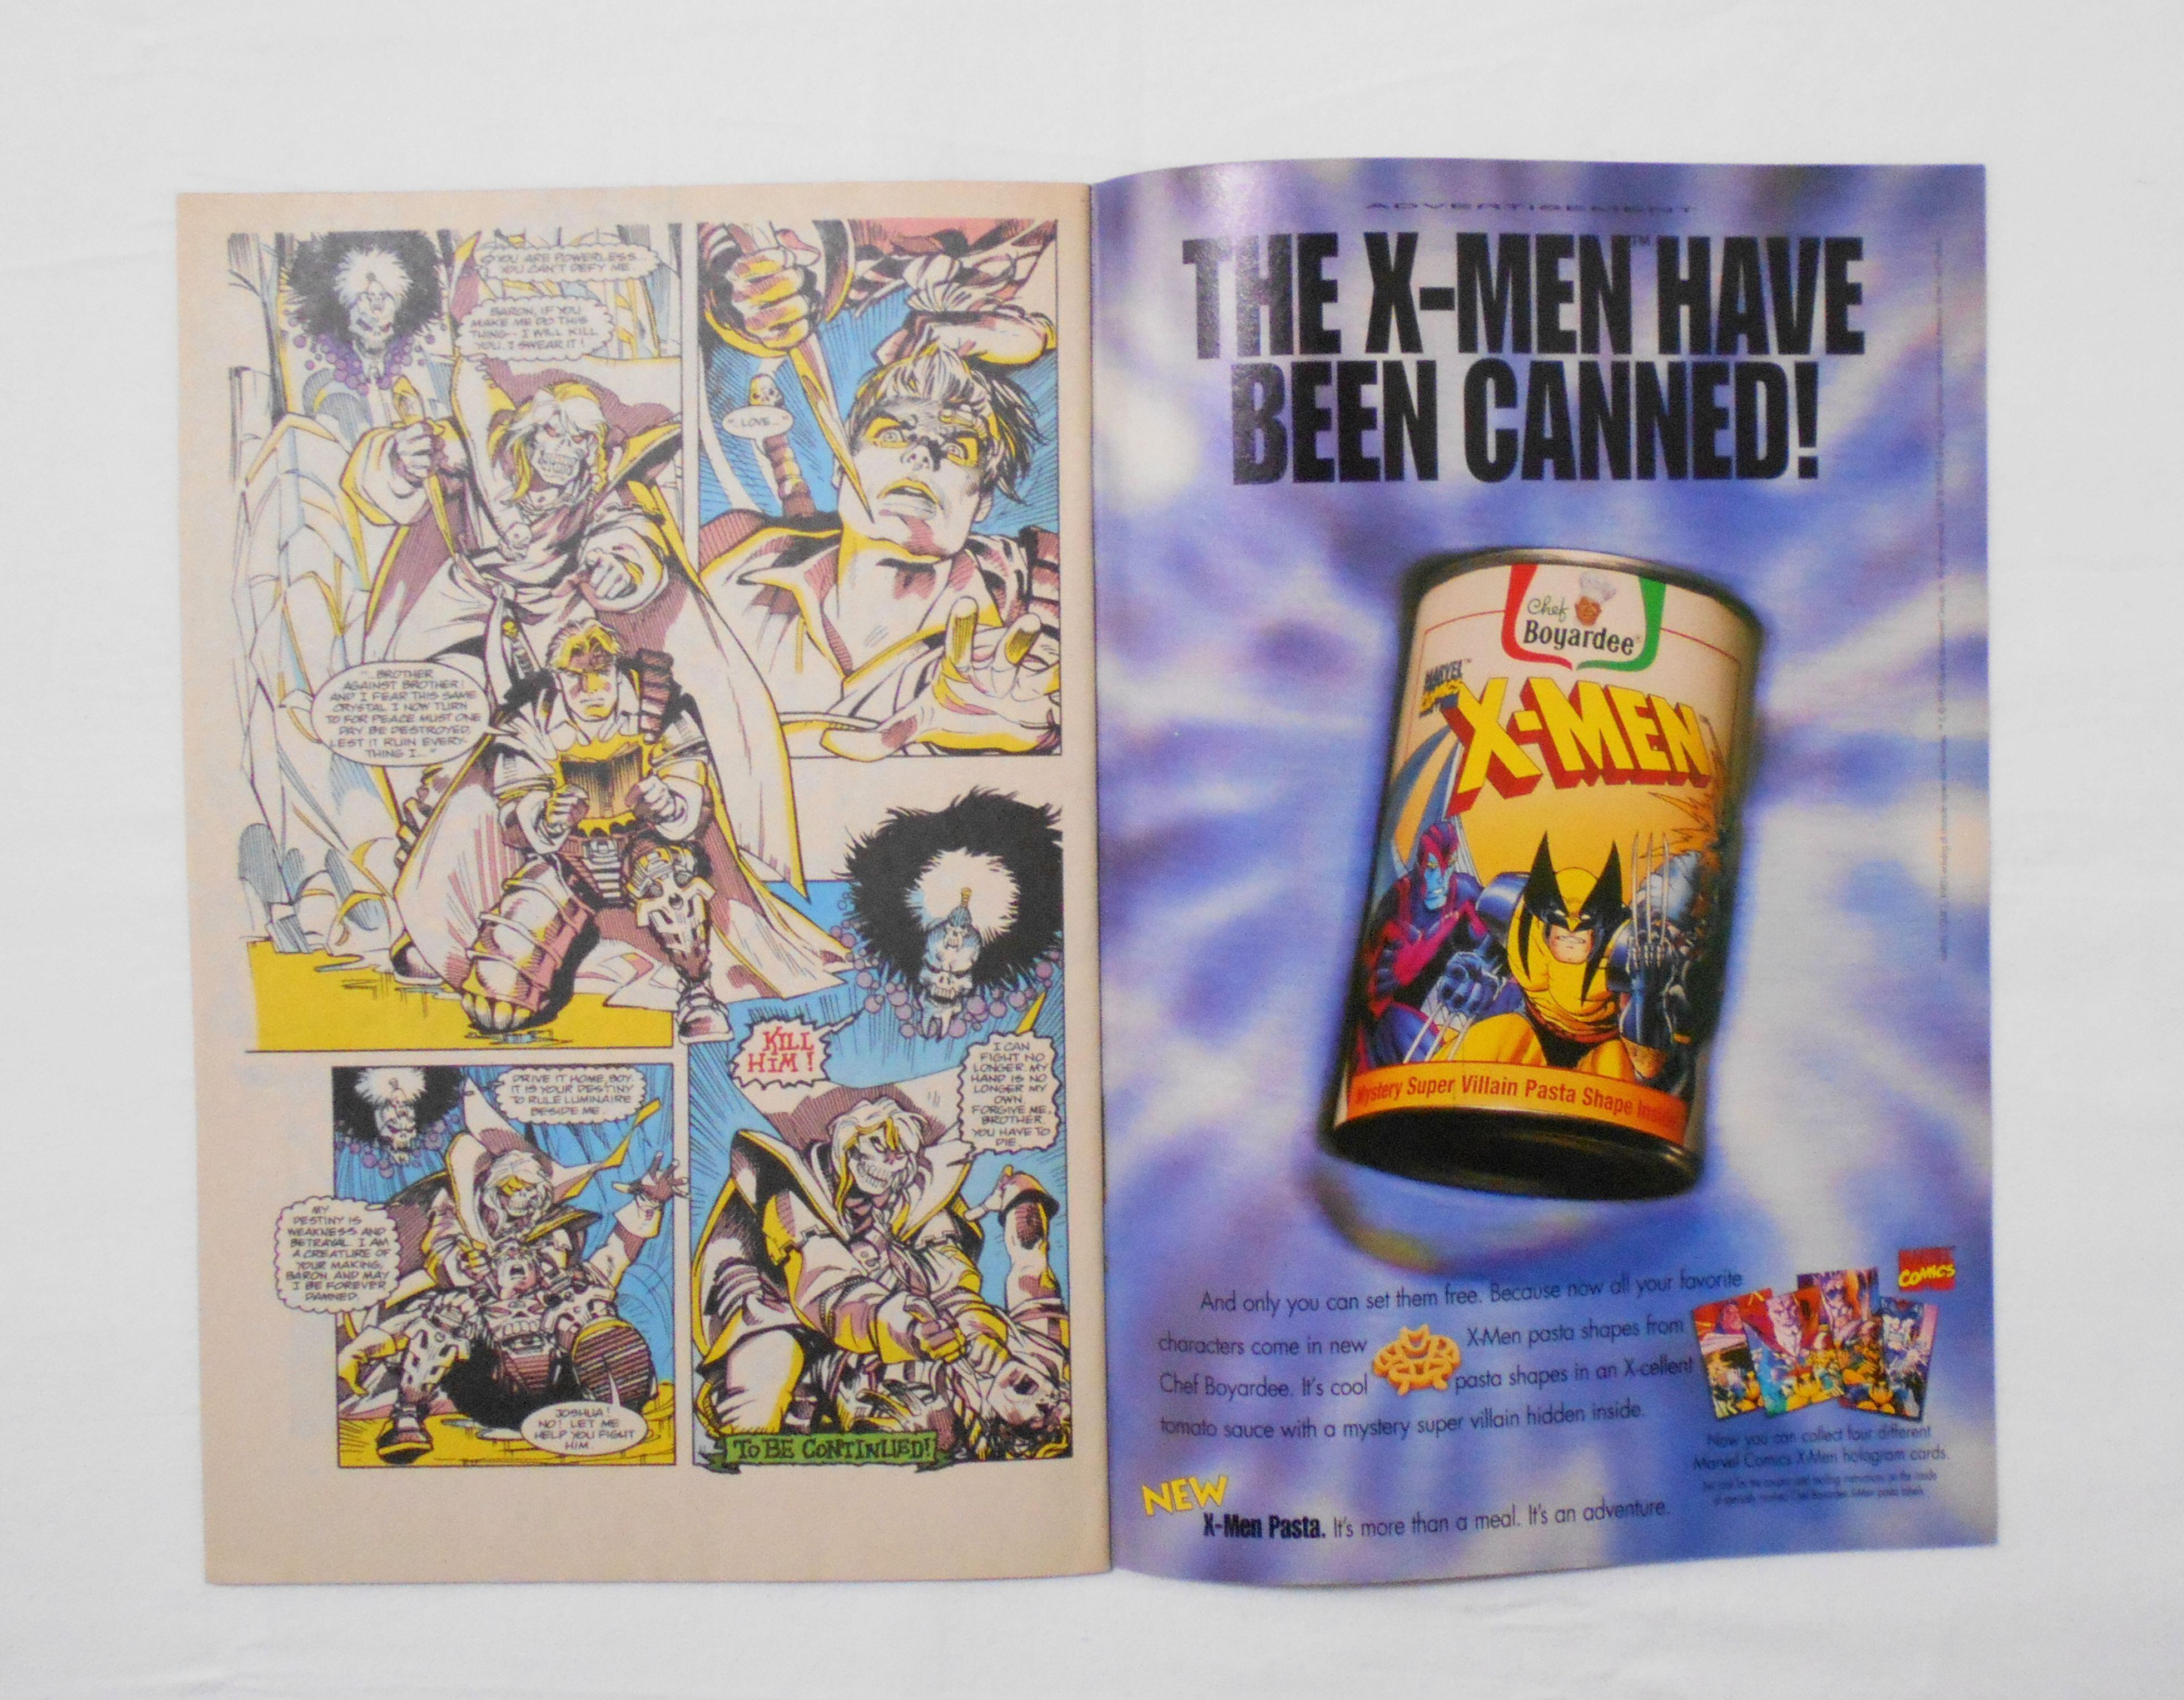 YOU ARE POWERLESS...
YOU CAN'T DEFY ME.
BARON, IF YOU
MAKE ME DO THIS
THING-- I WILL KILL
YOU. I SWEAR IT!
"...BROTHER
AGAINST BROTHER!
AND I FEAR THIS SAME
CRYSTAL I NOW TURN
TO FOR PEACE MUST ONE
DAY BE DESTROYED,
LEST IT RUIN EVERY-
THING I..."
"...LOVE..."
DRIVE IT HOME, BOY.
IT IS YOUR DESTINY
TO RULE LUMINAIRE
BESIDE ME.
MY
DESTINY IS
WEAKNESS AND
BETRAYAL. I AM
A CREATURE OF
YOUR MAKING,
BARON. AND MAY
I BE FOREVER
DAMNED.
JOSHUA!
NO! LET ME
HELP YOU FIGHT
HIM.
KILL
HIM!
I CAN
FIGHT NO
LONGER. MY
HAND IS NO
LONGER MY
OWN.
FORGIVE ME,
BROTHER.
YOU HAVE TO
DIE.
TO BE CONTINUED!
ADVERTISEMENT
THE X-MEN™ HAVE
BEEN CANNED!
Chef
Boyardee®
MARVEL
COMICS
X-MEN™
Mystery Super Villain Pasta Shape
And only you can set them free. Because now all your favorite
characters come in new X-Men pasta shapes from
Chef Boyardee. It's cool pasta shapes in an X-cellent
tomato sauce with a mystery super villain hidden inside.
MARVEL
COMICS
Now you can collect four different
Marvel Comics X-Men hologram cards.
NEW
X-Men Pasta. It's more than a meal. It's an adventure.